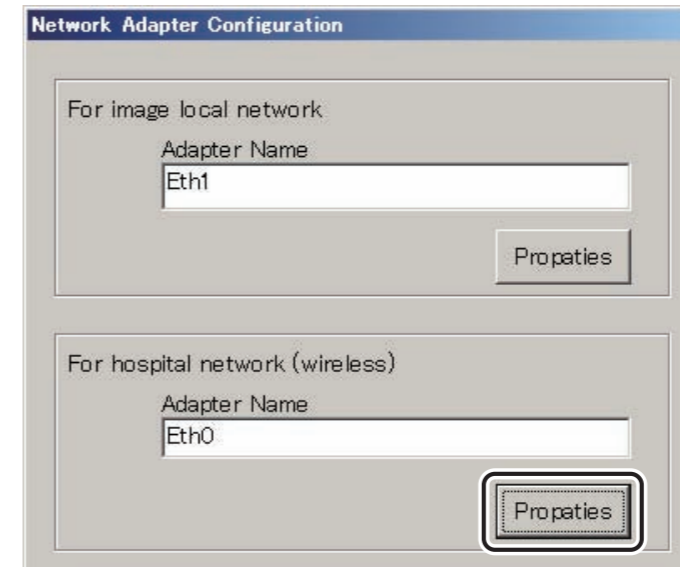 Network Adapter Configuration
For image local network
Adapter Name
Eth1
Propaties
For hospital network (wireless)
Adapter Name
Eth0
Propaties